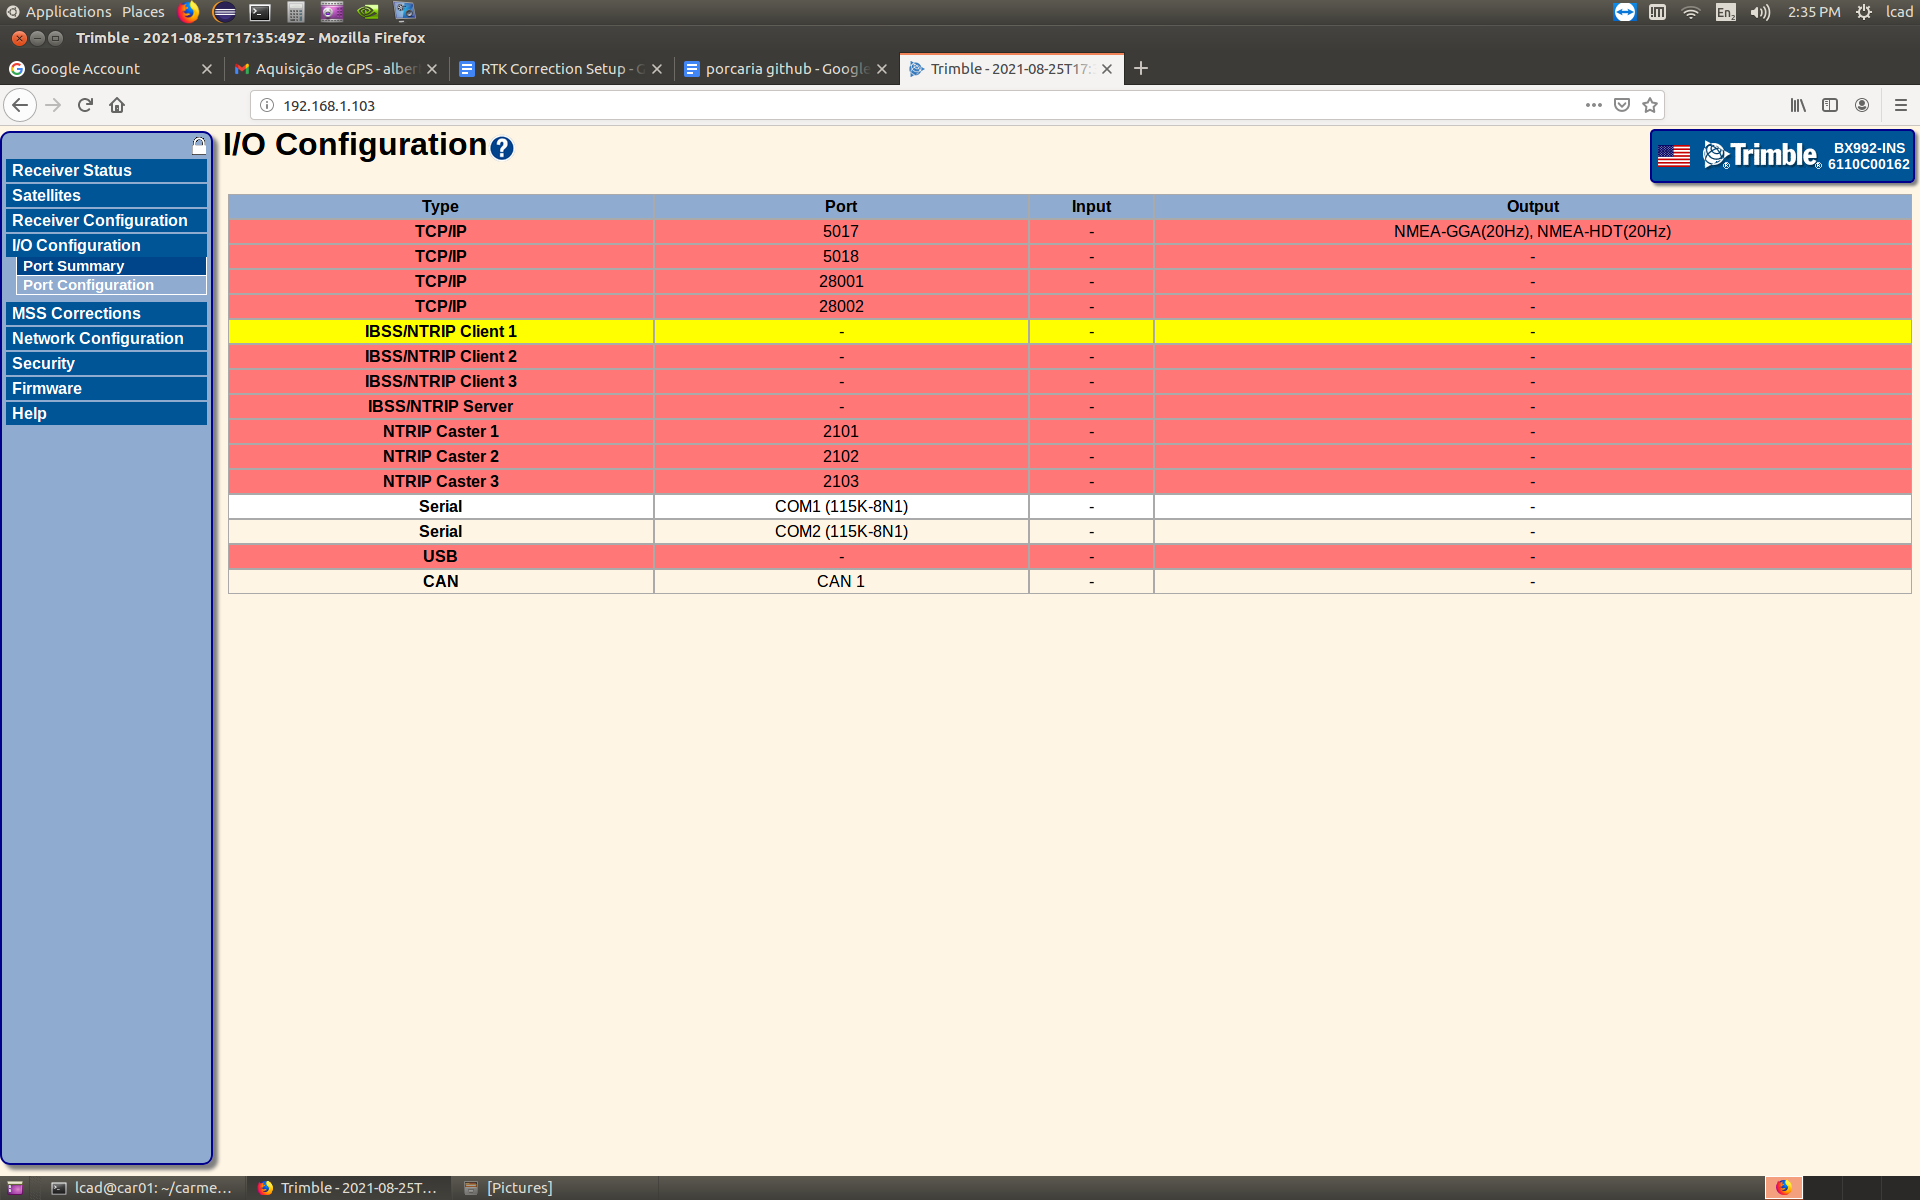 Applications Places En2 2:35 PM lcad
Trimble - 2021-08-25T17:35:49Z - Mozilla Firefox
Google Account Aquisição de GPS - alber RTK Correction Setup - G porcaria github - Google Trimble - 2021-08-25T17:
192.168.1.103
I/O Configuration ?
Trimble
BX992-INS
6110C00162
Receiver Status
Satellites
Receiver Configuration
I/O Configuration
Port Summary
Port Configuration
MSS Corrections
Network Configuration
Security
Firmware
Help
Type Port Input Output
TCP/IP 5017 - NMEA-GGA(20Hz), NMEA-HDT(20Hz)
TCP/IP 5018 - -
TCP/IP 28001 - -
TCP/IP 28002 - -
IBSS/NTRIP Client 1 - - -
IBSS/NTRIP Client 2 - - -
IBSS/NTRIP Client 3 - - -
IBSS/NTRIP Server - - -
NTRIP Caster 1 2101 - -
NTRIP Caster 2 2102 - -
NTRIP Caster 3 2103 - -
Serial COM1 (115K-8N1) - -
Serial COM2 (115K-8N1) - -
USB - - -
CAN CAN 1 - -
lcad@car01: ~/carme... Trimble - 2021-08-25T... [Pictures]